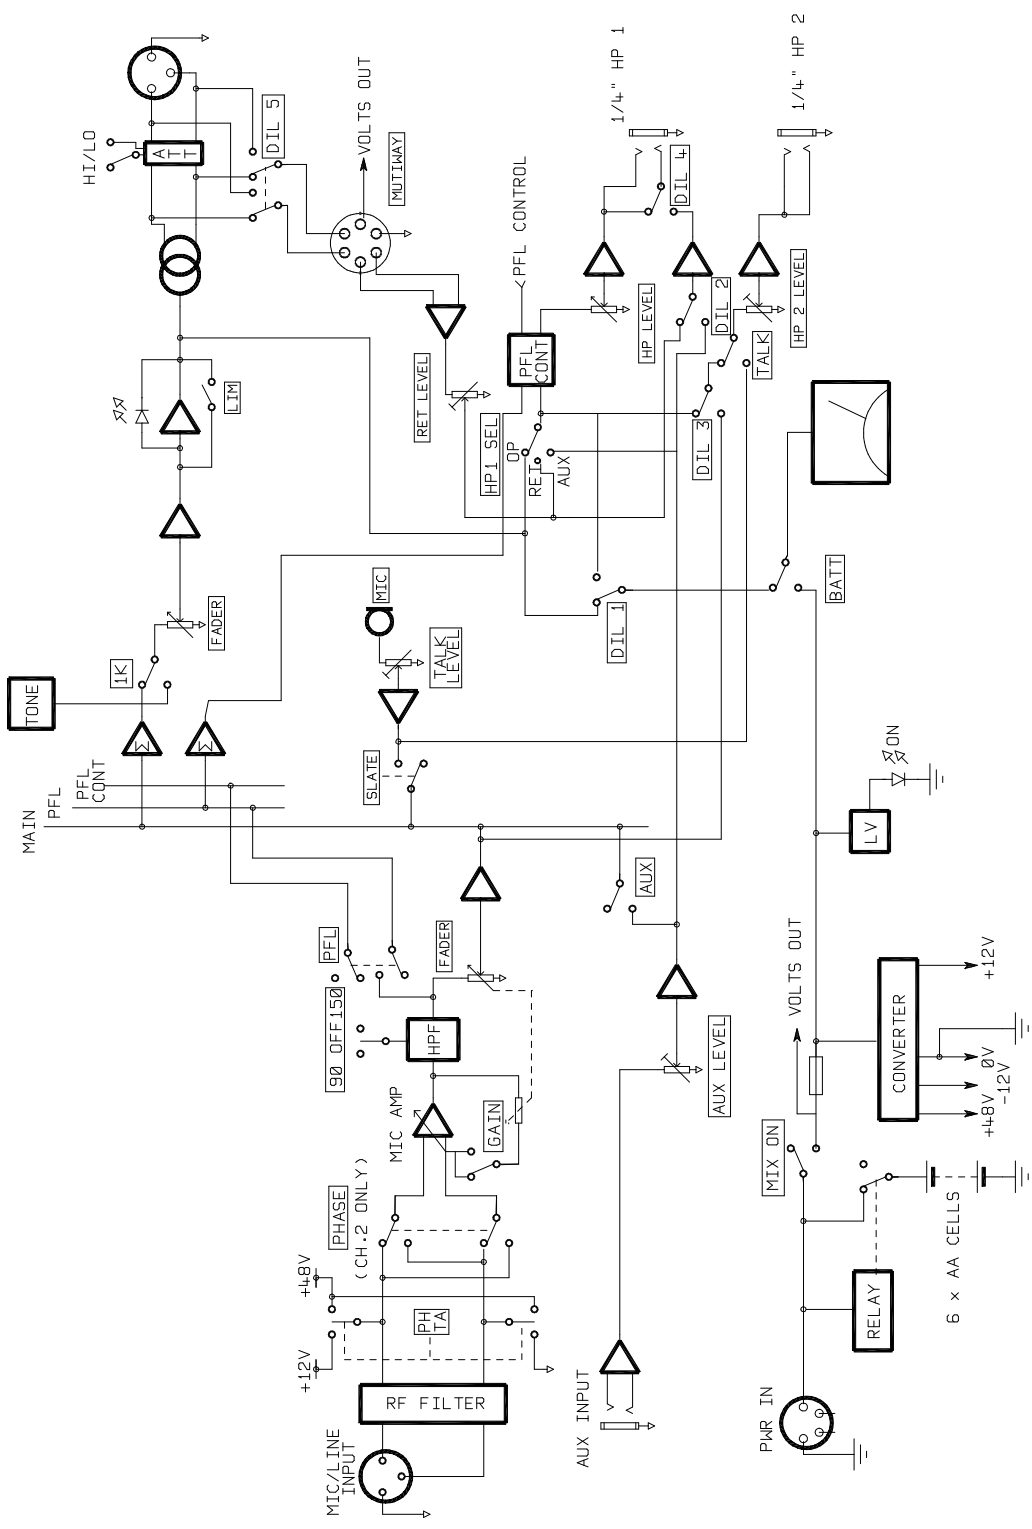 MIC/LINE
INPUT
RF FILTER
+12V
+48V
PH
TA
PHASE
(CH.2 ONLY)
MIC AMP
GAIN
HPF
90 OFF150
PFL
FADER
MAIN
PFL
PFL
CONT
TONE
1K
FADER
LIM
HI/LO
ATT
DIL 5
VOLTS OUT
MUTIWAY
RET LEVEL
SLATE
TALK
LEVEL
MIC
HP1 SEL
OP
RET
AUX
PFL
CONT
PFL CONTROL
HP LEVEL
DIL 4
1/4" HP 1
DIL 2
TALK
HP 2 LEVEL
1/4" HP 2
DIL 3
DIL 1
BATT
AUX INPUT
AUX LEVEL
AUX
PWR IN
RELAY
6 x AA CELLS
MIX ON
VOLTS OUT
CONVERTER
+48V
-12V
0V
+12V
LV
ON
Σ
Σ